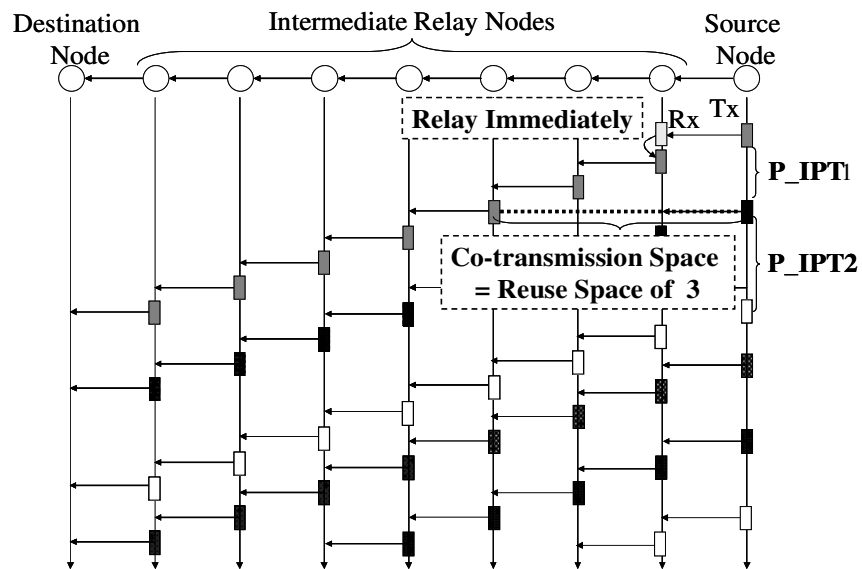 Destination
Node
Intermediate Relay Nodes
Source
Node
Relay Immediately
Rx
Tx
P_IPT1
Co-transmission Space
= Reuse Space of 3
P_IPT2